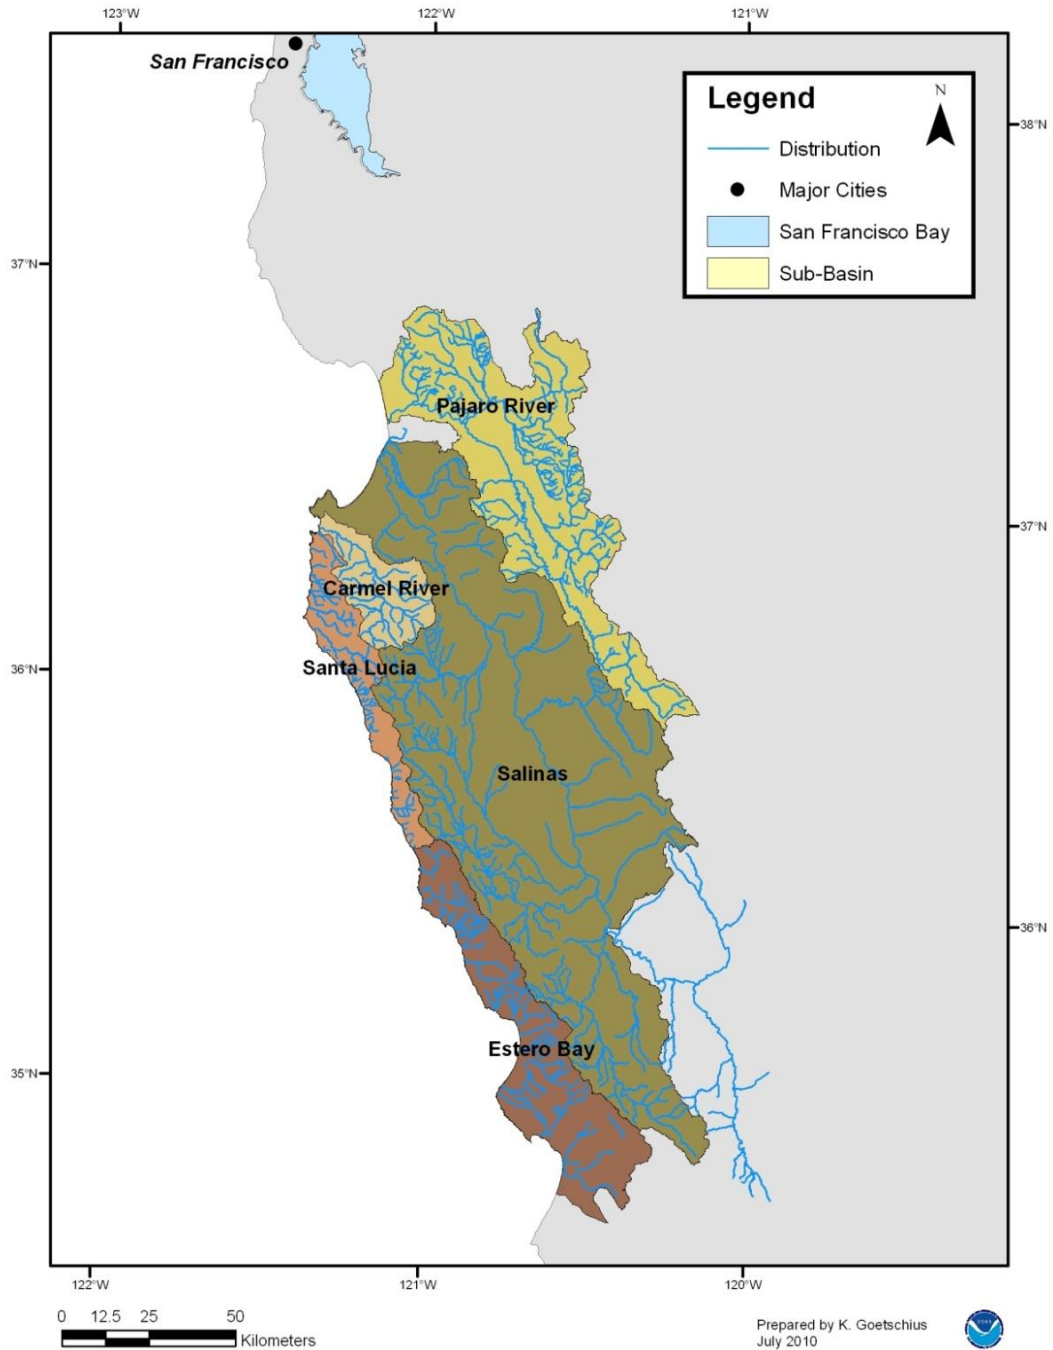 123°W 122°W 121°W
San Francisco
Legend
N
Distribution
Major Cities
San Francisco Bay
Sub-Basin
38°N
37°N
Pajaro River
37°N
Carmel River
Santa Lucia
36°N
Salinas
36°N
Estero Bay
35°N
122°W 121°W 120°W
0 12.5 25 50
Kilometers
Prepared by K. Goetschius
July 2010